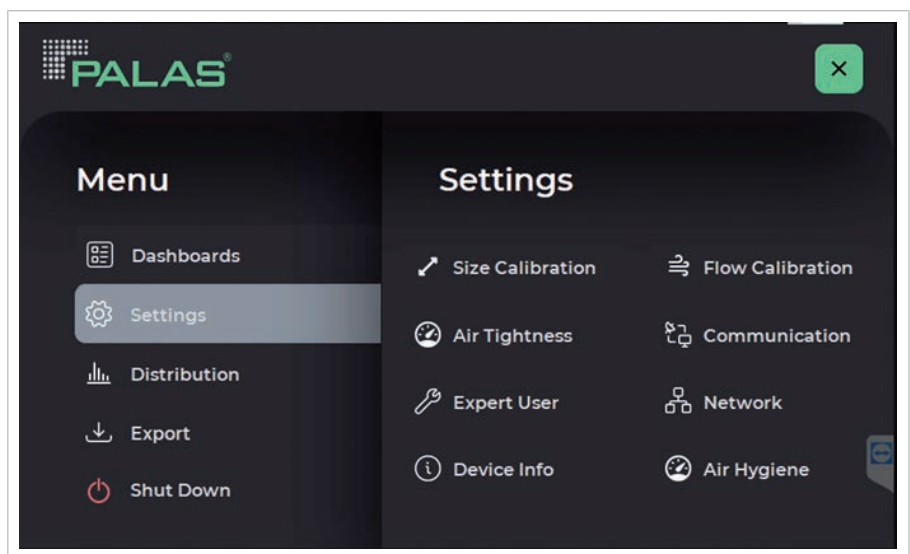 PALAS®
Menu
Dashboards
Settings
Distribution
Export
Shut Down
Settings
Size Calibration
Flow Calibration
Air Tightness
Communication
Expert User
Network
Device Info
Air Hygiene